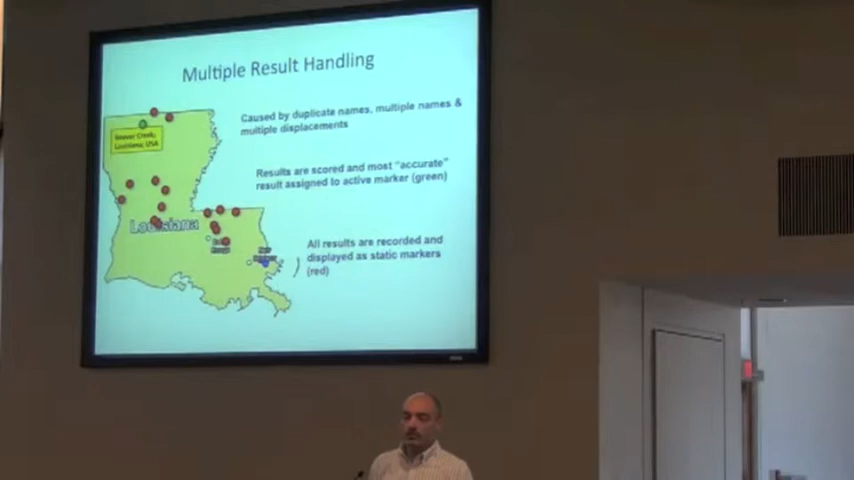 Multiple Result Handling
Caused by duplicate names, multiple names &
multiple displacements
Beaver Creek,
Louisiana, USA
Results are scored and most “accurate”
result assigned to active marker (green)
Louisiana
All results are recorded and
displayed as static markers
(red)